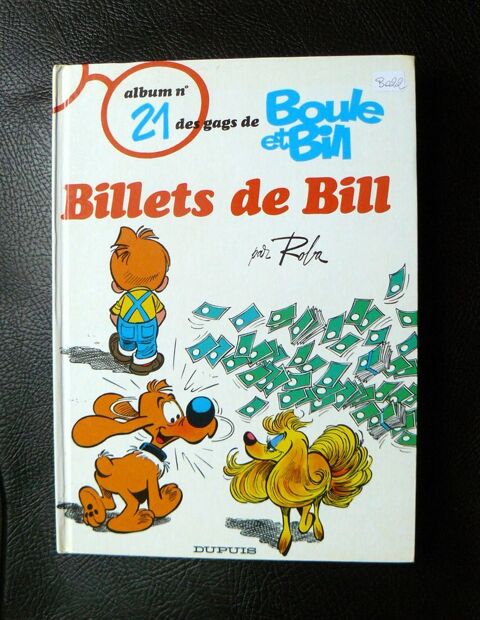 album n°
21 des gags de Boule
et Bill
Billets de Bill
par Roba
DUPUIS